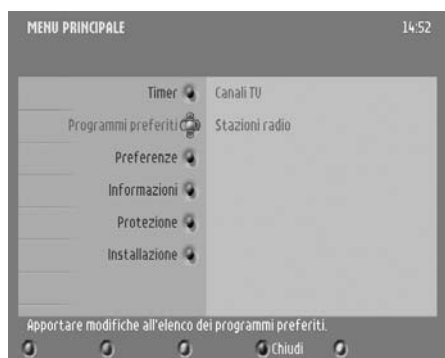 MENU PRINCIPALE 14:52
Timer Canali TV
Programmi preferiti Stazioni radio
Preferenze
Informazioni
Protezione
Installazione
Apportare modifiche all'elenco dei programmi preferiti.
Chiudi